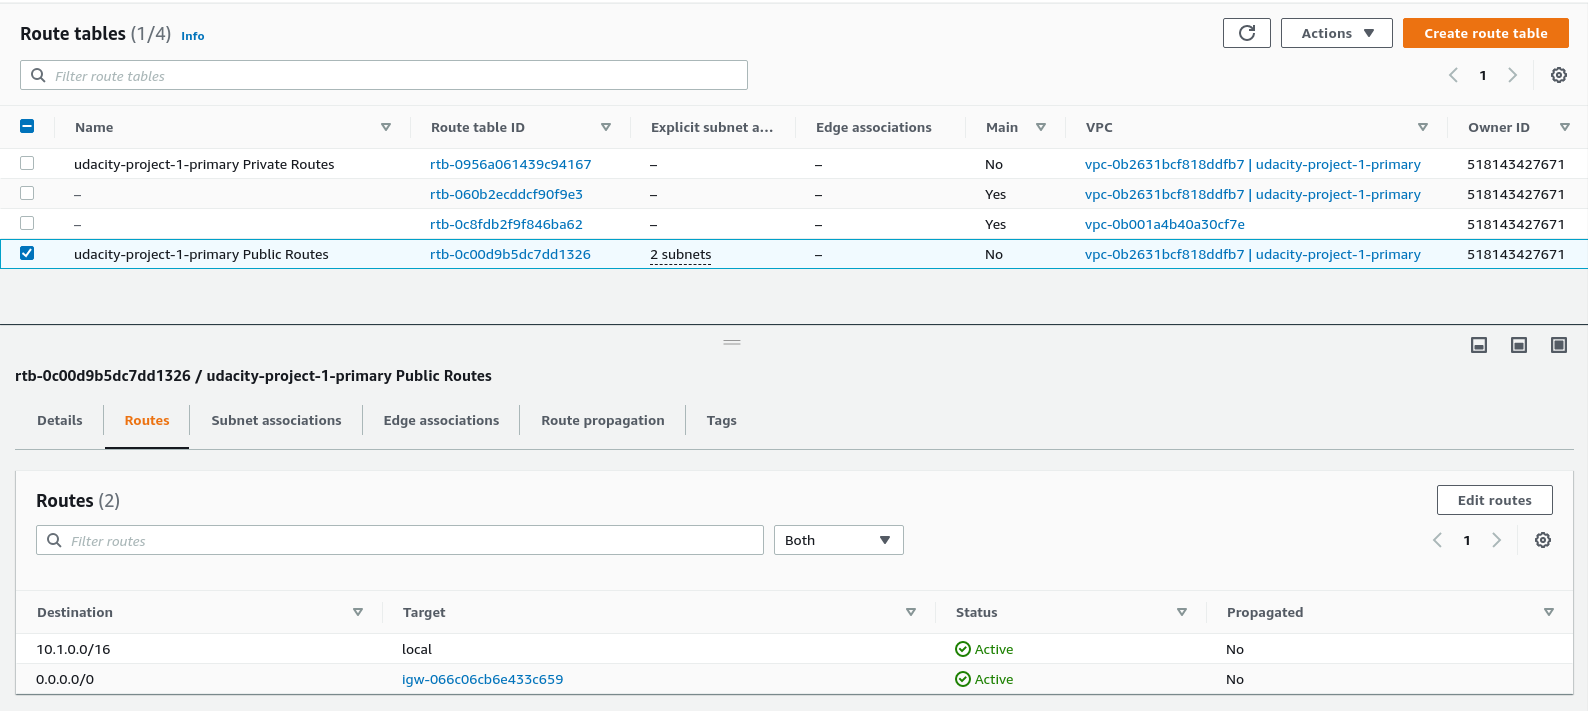 Route tables (1/4) Info
Actions
Create route table
Filter route tables
1
Name Route table ID Explicit subnet a... Edge associations Main VPC Owner ID
udacity-project-1-primary Private Routes rtb-0956a061439c94167 – – No vpc-0b2631bcf818ddfb7 | udacity-project-1-primary 518143427671
– rtb-060b2ecddcf90f9e3 – – Yes vpc-0b2631bcf818ddfb7 | udacity-project-1-primary 518143427671
– rtb-0c8fdb2f9f846ba62 – – Yes vpc-0b001a4b40a30cf7e 518143427671
udacity-project-1-primary Public Routes rtb-0c00d9b5dc7dd1326 2 subnets – No vpc-0b2631bcf818ddfb7 | udacity-project-1-primary 518143427671
rtb-0c00d9b5dc7dd1326 / udacity-project-1-primary Public Routes
Details Routes Subnet associations Edge associations Route propagation Tags
Routes (2)
Edit routes
Filter routes
Both
1
Destination Target Status Propagated
10.1.0.0/16 local Active No
0.0.0.0/0 igw-066c06cb6e433c659 Active No